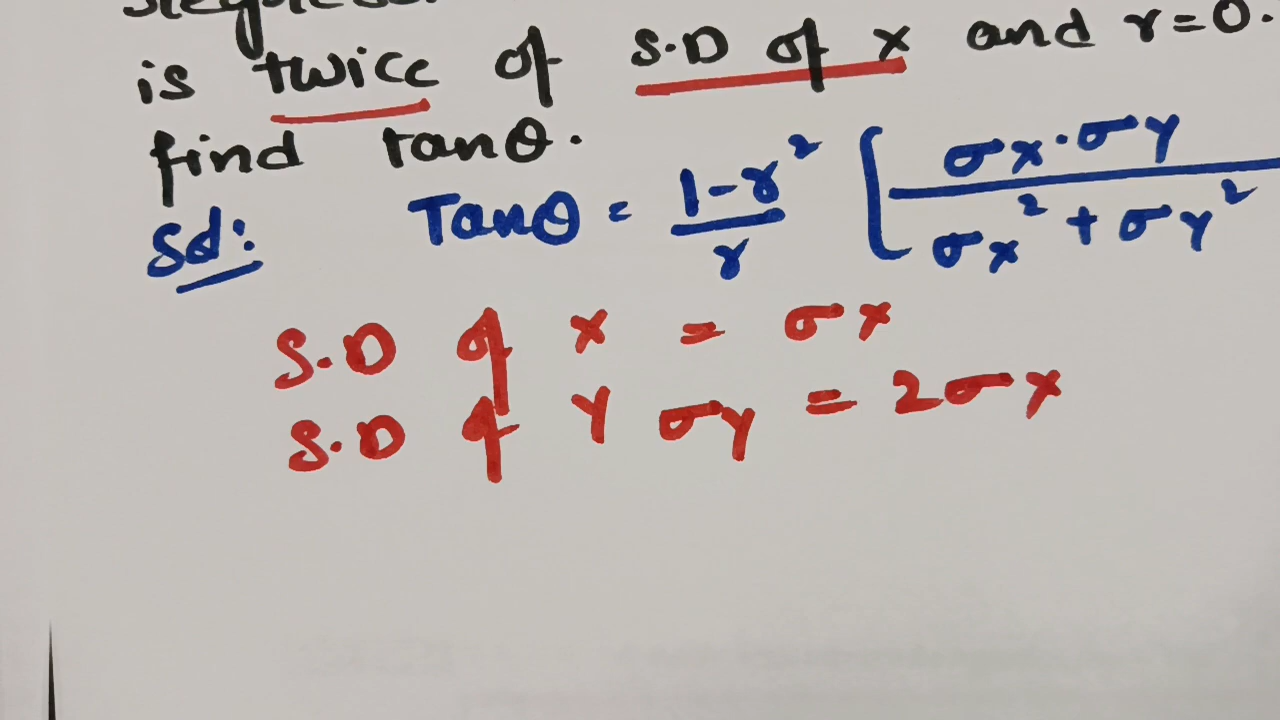 is twice of S.D of x and r=0.
find tanθ.
Sol: Tanθ = 1-r² / r [ σx·σy / σx² + σy²
S.D of x = σx
S.D of Y σy = 2σx